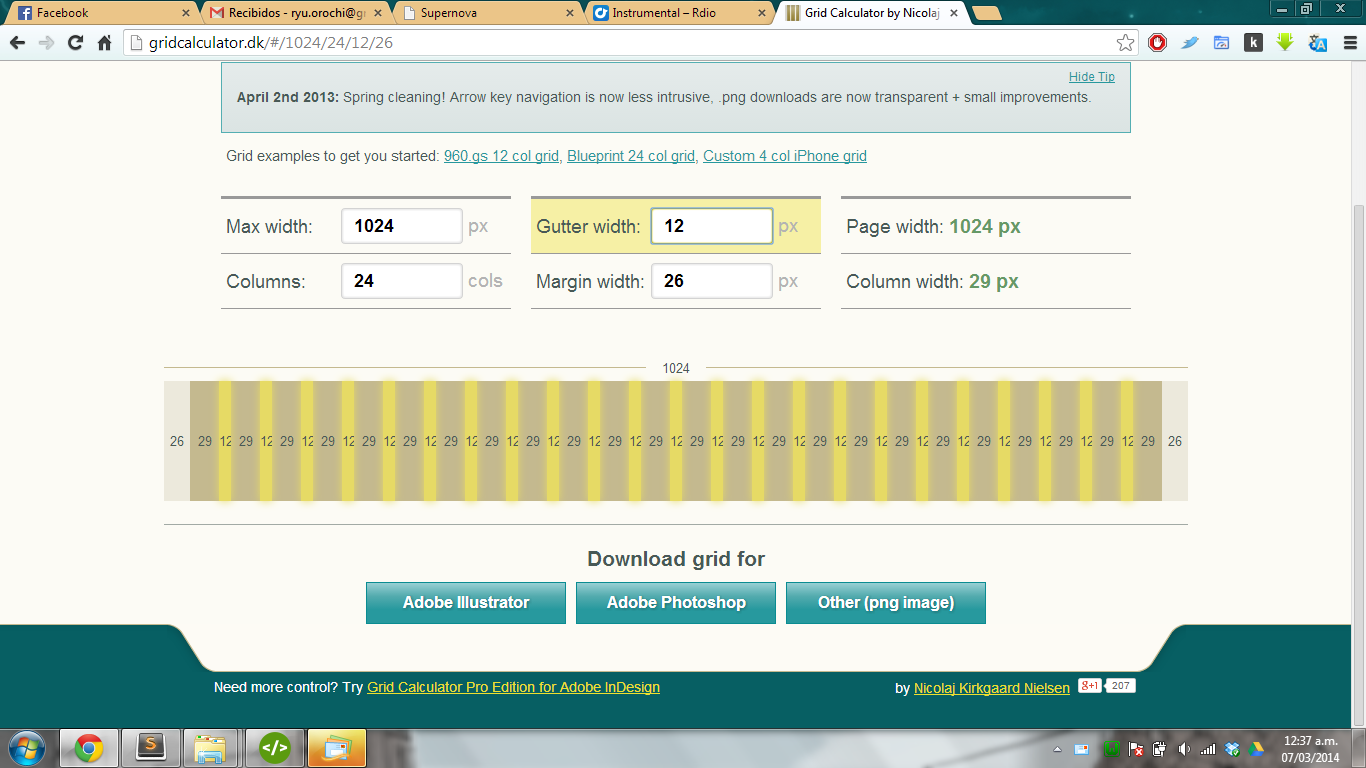 Facebook
Recibidos - ryu.orochi@g
Supernova
Instrumental – Rdio
Grid Calculator by Nicolaj
gridcalculator.dk/#/1024/24/12/26
Hide Tip
April 2nd 2013: Spring cleaning! Arrow key navigation is now less intrusive, .png downloads are now transparent + small improvements.
Grid examples to get you started: 960.gs 12 col grid, Blueprint 24 col grid, Custom 4 col iPhone grid
Max width: 1024 px
Gutter width: 12 px
Page width: 1024 px
Columns: 24 cols
Margin width: 26 px
Column width: 29 px
1024
26 29 12 29 12 29 12 29 12 29 12 29 12 29 12 29 12 29 12 29 12 29 12 29 12 29 12 29 12 29 12 29 12 29 12 29 12 29 12 29 12 29 12 29 12 29 12 29 26
Download grid for
Adobe Illustrator
Adobe Photoshop
Other (png image)
Need more control? Try Grid Calculator Pro Edition for Adobe InDesign
by Nicolaj Kirkgaard Nielsen
g+1 207
12:37 a.m.
07/03/2014